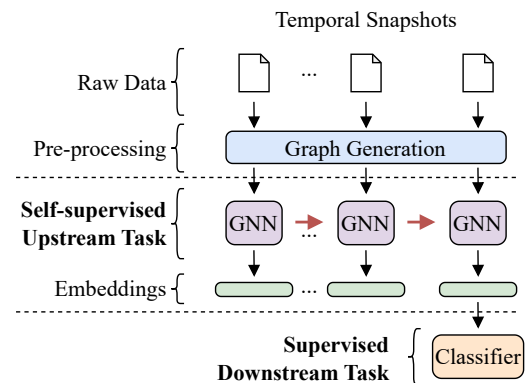 Temporal Snapshots
Raw Data
...
Pre-processing
Graph Generation
Self-supervised
Upstream Task
GNN
...
GNN
GNN
Embeddings
...
Supervised
Downstream Task
Classifier